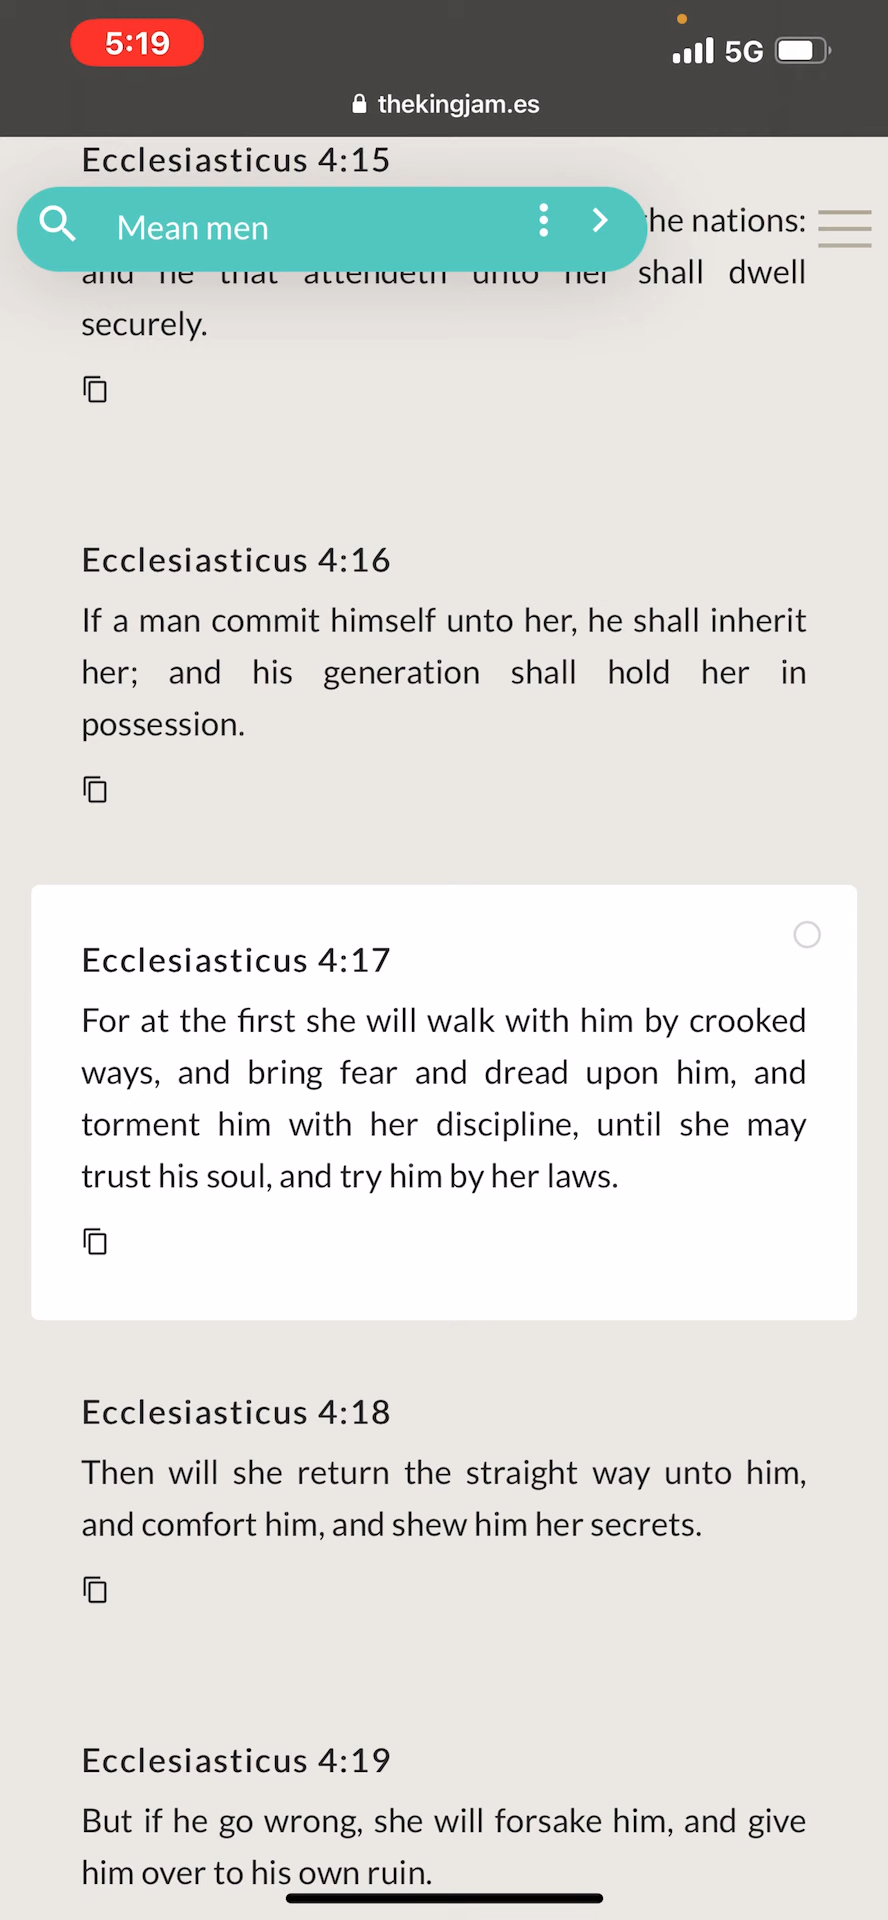 5:19
5G
thekingjam.es
Ecclesiasticus 4:15
Mean men
the nations:
and he that attendeth unto her shall dwell
securely.
Ecclesiasticus 4:16
If a man commit himself unto her, he shall inherit
her; and his generation shall hold her in
possession.
Ecclesiasticus 4:17
For at the first she will walk with him by crooked
ways, and bring fear and dread upon him, and
torment him with her discipline, until she may
trust his soul, and try him by her laws.
Ecclesiasticus 4:18
Then will she return the straight way unto him,
and comfort him, and shew him her secrets.
Ecclesiasticus 4:19
But if he go wrong, she will forsake him, and give
him over to his own ruin.